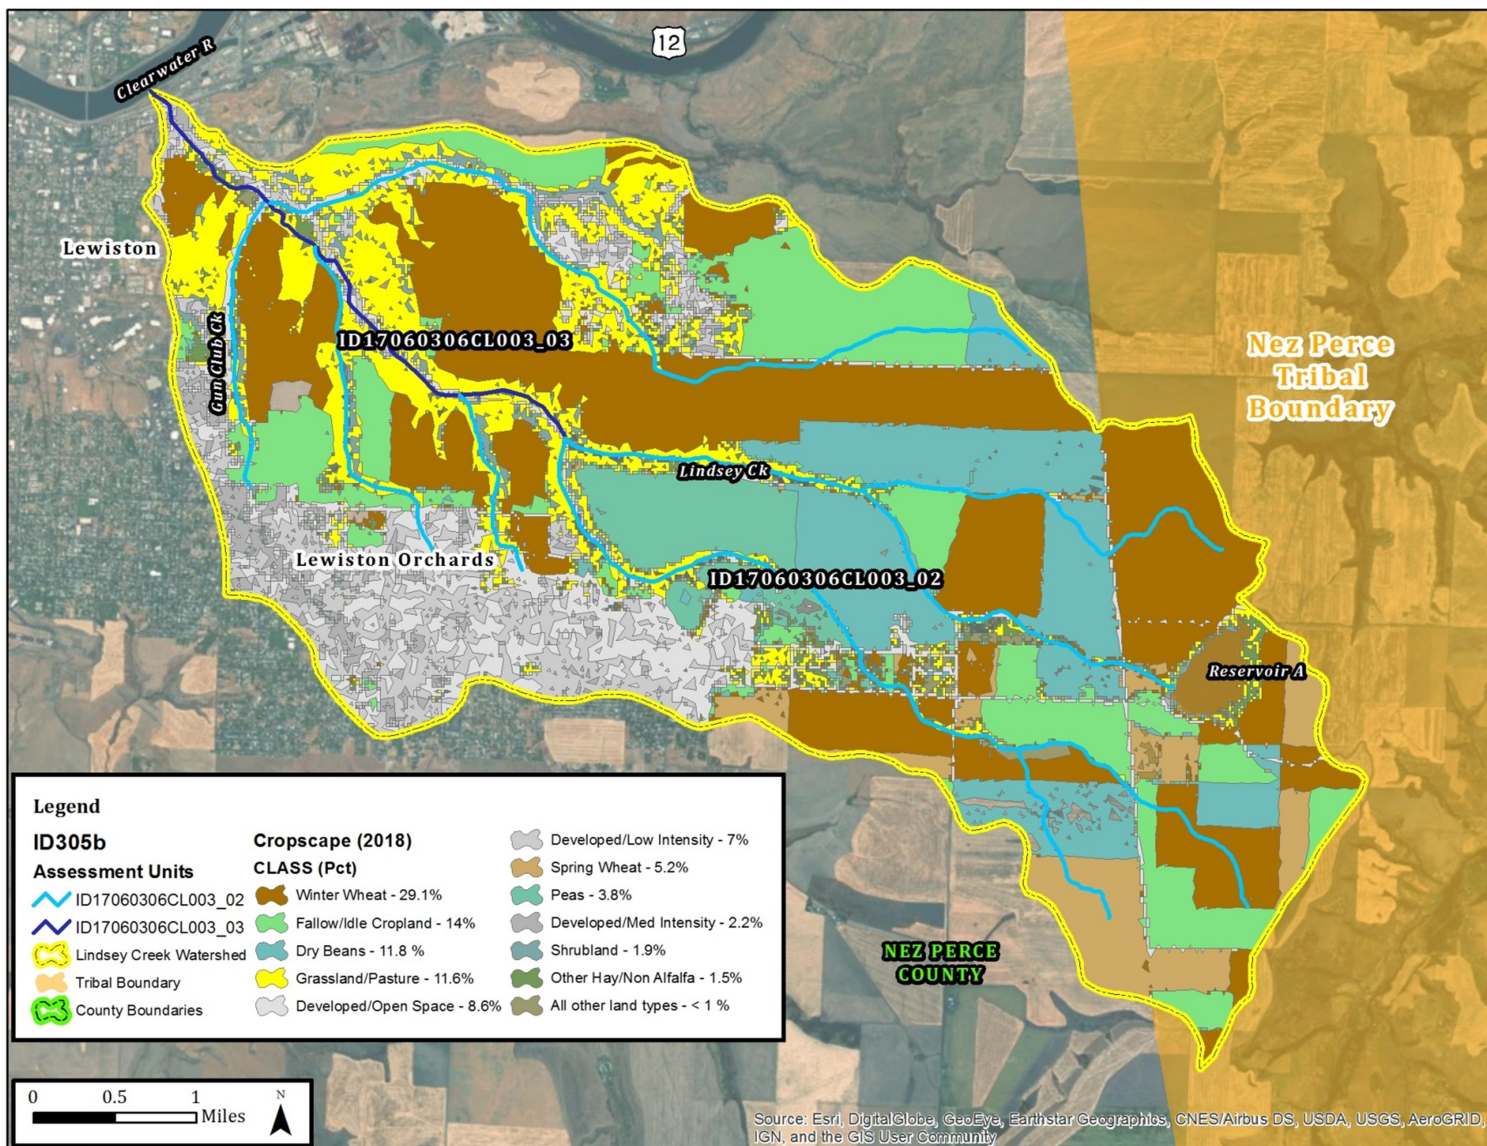 Clearwater R
12
Lewiston
Gun Club Ck
ID17060306CL003_03
Nez Perce
Tribal
Boundary
Lindsey Ck
Lewiston Orchards
ID17060306CL003_02
Reservoir A
NEZ PERCE
COUNTY
Legend
ID305b
Assessment Units
ID17060306CL003_02
ID17060306CL003_03
Lindsey Creek Watershed
Tribal Boundary
County Boundaries
Cropscape (2018)
CLASS (Pct)
Winter Wheat - 29.1%
Fallow/Idle Cropland - 14%
Dry Beans - 11.8 %
Grassland/Pasture - 11.6%
Developed/Open Space - 8.6%
Developed/Low Intensity - 7%
Spring Wheat - 5.2%
Peas - 3.8%
Developed/Med Intensity - 2.2%
Shrubland - 1.9%
Other Hay/Non Alfalfa - 1.5%
All other land types - < 1 %
0 0.5 1
Miles
N
Source: Esri, DigitalGlobe, GeoEye, Earthstar Geographics, CNES/Airbus DS, USDA, USGS, AeroGRID,
IGN, and the GIS User Community